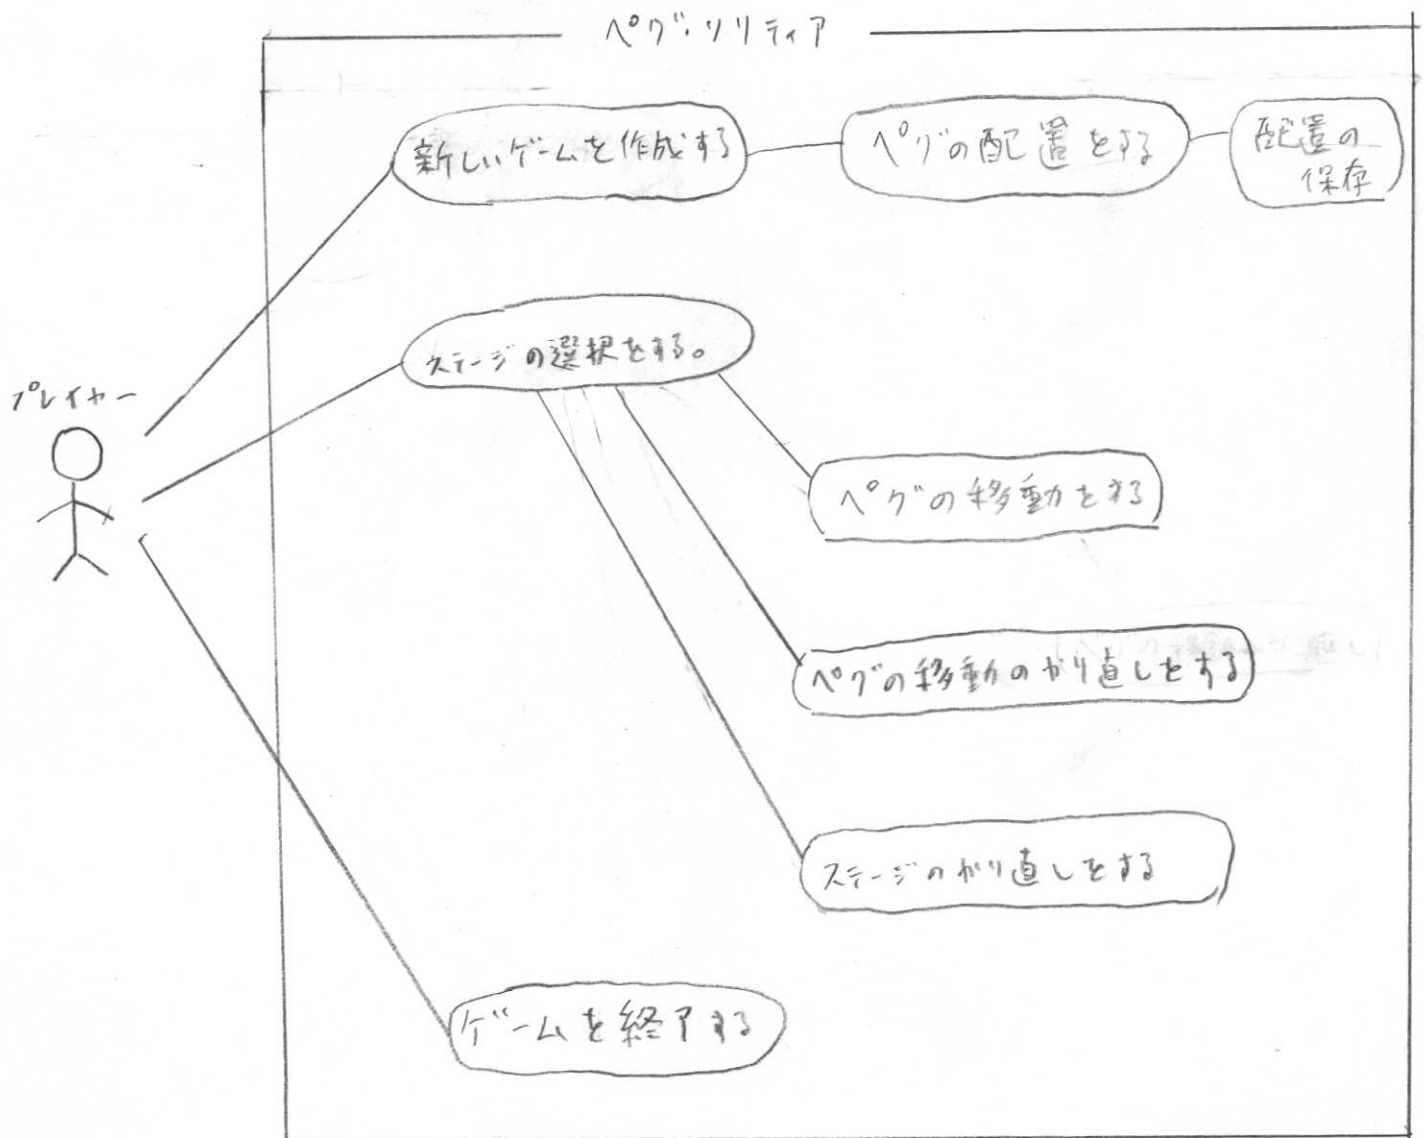 ペグ・ソリティア
新しいゲームを作成する
ペグの配置をする
配置の
保存
ステージの選択をする。
プレイヤー
ペグの移動をする
ペグの移動のやり直しをする
ステージのやり直しをする
ゲームを終了する